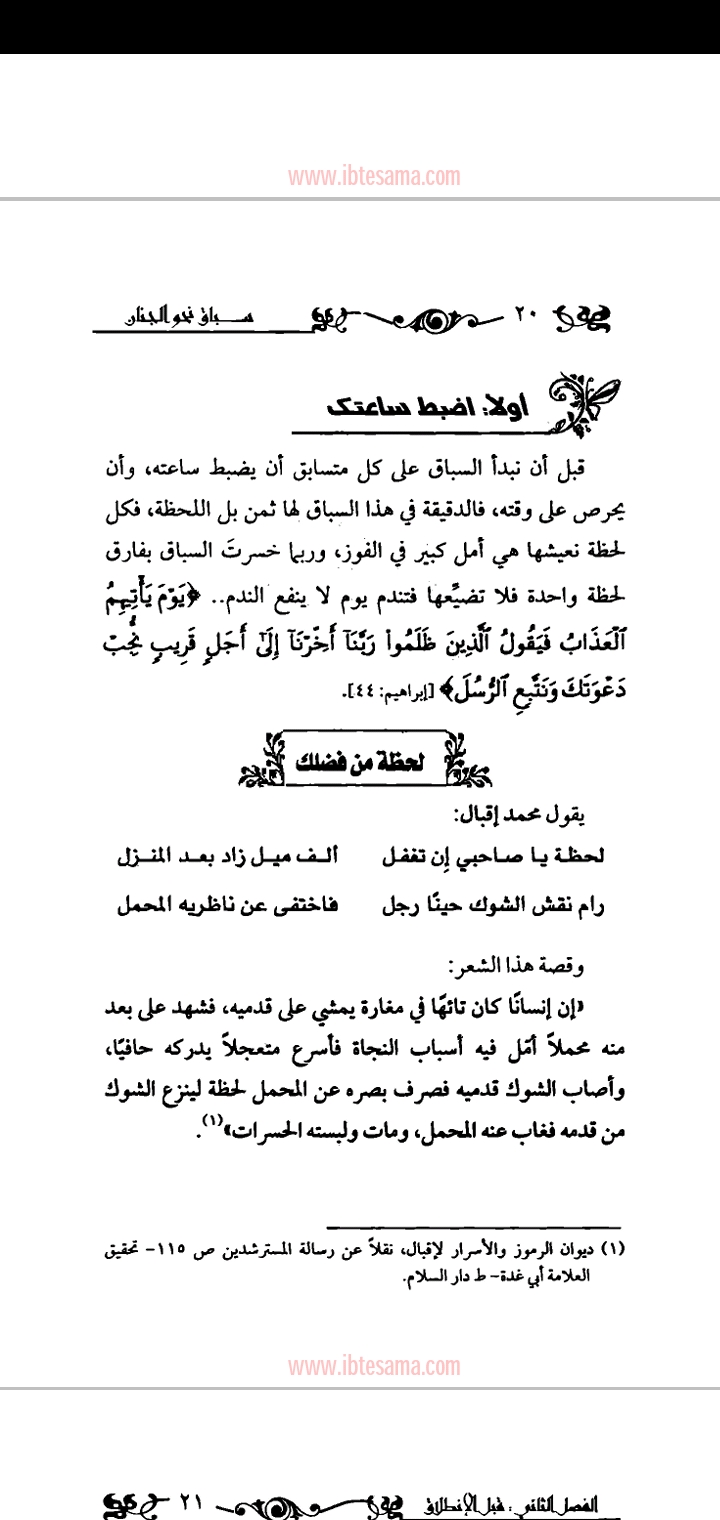 www.ibtesama.com
٢٠ سباق نحو الجنان
أولاً: اضبط ساعتك
قبل أن نبدأ السباق على كل متسابق أن يضبط ساعته، وأن
يحرص على وقته، فالدقيقة في هذا السباق لها ثمن بل اللحظة، فكل
لحظة نعيشها هي أمل كبير في الفوز، وربما خسرتَ السباق بفارق
لحظة واحدة فلا تضيِّعها فتندم يوم لا ينفع الندم.. ﴿يَوْمَ يَأْتِيهِمُ
ٱلْعَذَابُ فَيَقُولُ ٱلَّذِينَ ظَلَمُوا۟ رَبَّنَآ أَخِّرْنَآ إِلَىٰٓ أَجَلٍ قَرِيبٍ نُّجِبْ
دَعْوَتَكَ وَنَتَّبِعِ ٱلرُّسُلَ﴾ [إبراهيم: ٤٤].
لحظة من فضلك
يقول محمد إقبال:
لحظة يا صاحبي إن تغفل ألف ميل زاد بعد المنزل
رام نقش الشوك حينًا رجل فاختفى عن ناظريه المحمل
وقصة هذا الشعر:
«إن إنسانًا كان تائهًا في مغارة يمشي على قدميه، فشهد على بعد
منه محملاً أمّل فيه أسباب النجاة فأسرع متعجلاً يدركه حافيًا،
وأصاب الشوك قدميه فصرف بصره عن المحمل لحظة لينزع الشوك
من قدمه فغاب عنه المحمل، ومات ولبسته الحسرات»(١).
(١) ديوان الرموز والأسرار لإقبال، نقلاً عن رسالة المسترشدين ص ١١٥- تحقيق
العلامة أبي غدة- ط دار السلام.
www.ibtesama.com
الفصل الثاني: قبل الانطلاق ٢١